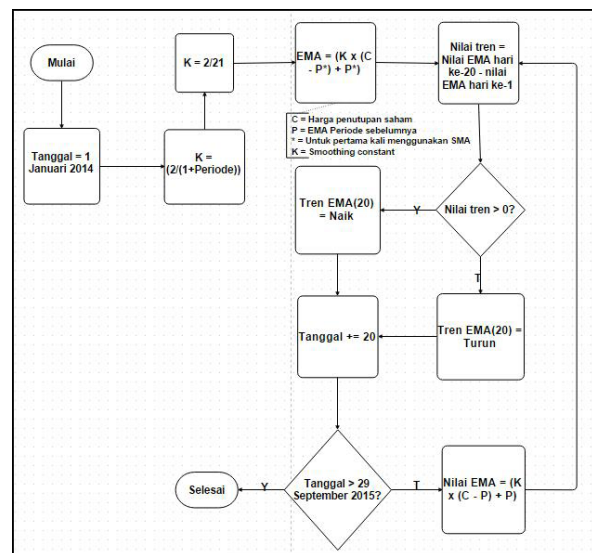 Mulai
Tanggal = 1
Januari 2014
K =
(2/(1+Periode))
K = 2/21
EMA = (K x (C
- P*) + P*)
Nilai tren =
Nilai EMA hari
ke-20 - nilai
EMA hari ke-1
C = Harga penutupan saham
P = EMA Periode sebelumnya
* = Untuk pertama kali menggunakan SMA
K = Smoothing constant
Nilai tren > 0?
Y
Tren EMA(20)
= Naik
T
Tren EMA(20) =
Turun
Tanggal += 20
Tanggal > 29
September 2015?
Y
Selesai
T
Nilai EMA = (K
x (C - P) + P)